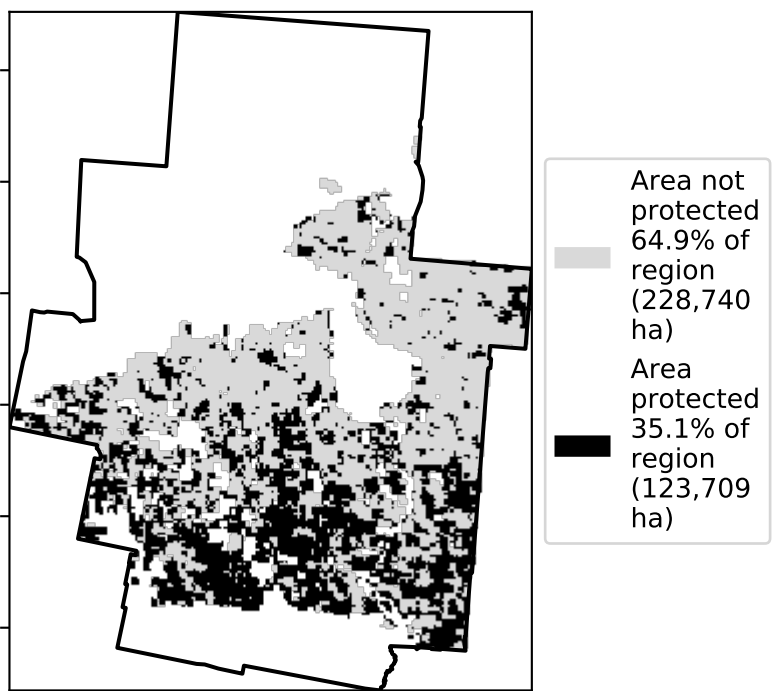 Area not
protected
64.9% of
region
(228,740
ha)
Area
protected
35.1% of
region
(123,709
ha)